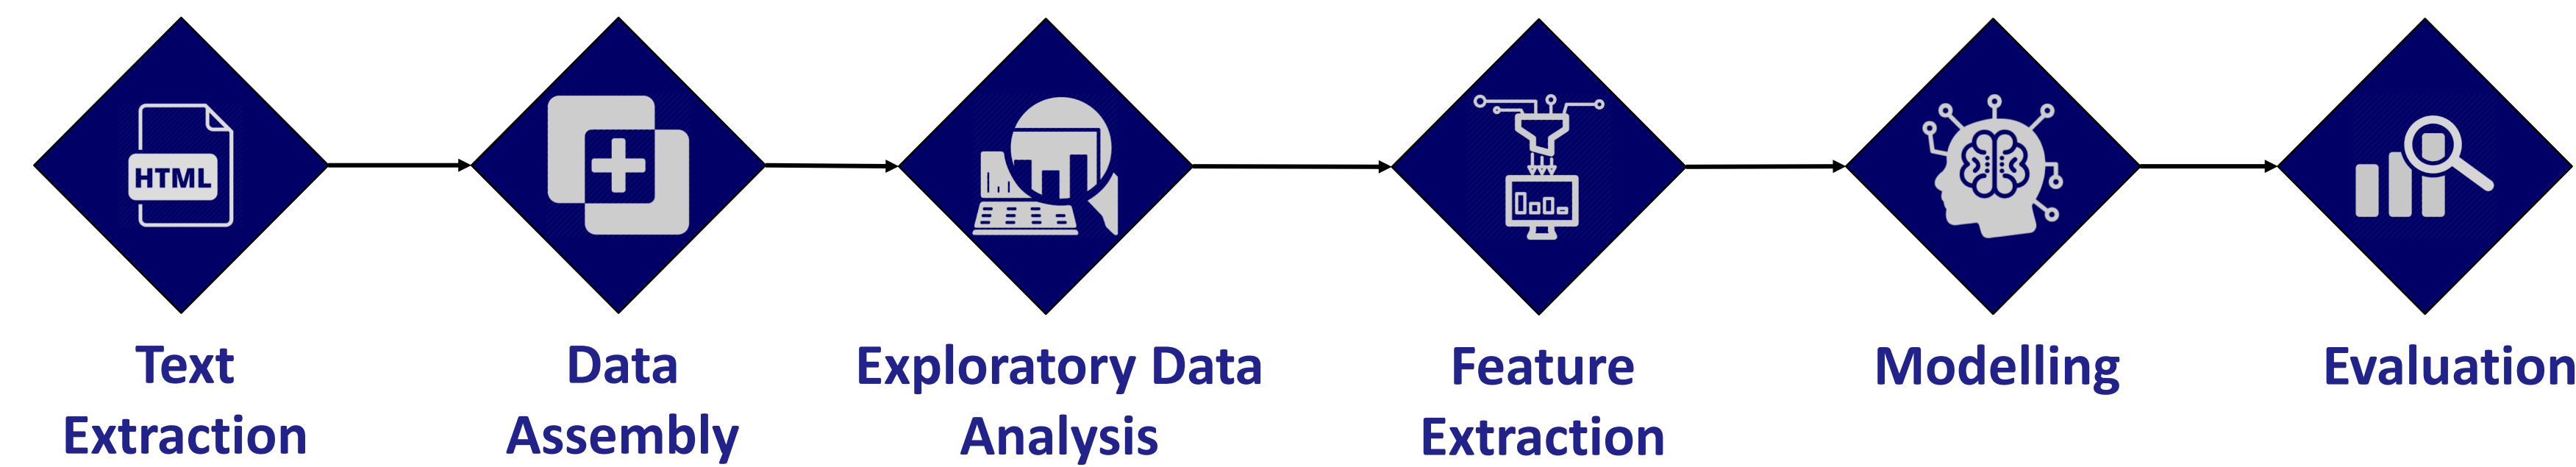 HTML
Text
Extraction
Data
Assembly
Exploratory Data
Analysis
Feature
Extraction
Modelling
Evaluation